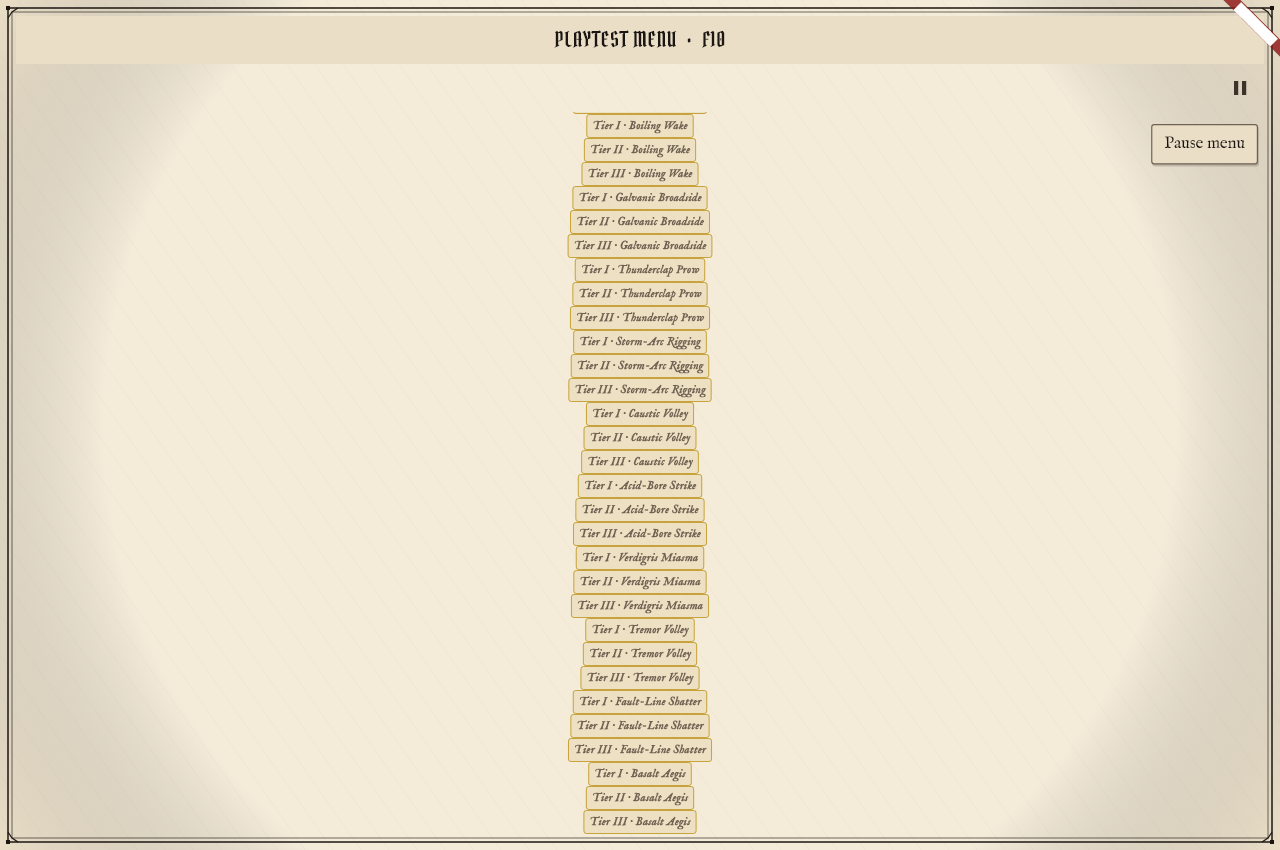 PLAYTEST MENU · F10
Pause menu
Tier I · Boiling Wake
Tier II · Boiling Wake
Tier III · Boiling Wake
Tier I · Galvanic Broadside
Tier II · Galvanic Broadside
Tier III · Galvanic Broadside
Tier I · Thunderclap Prow
Tier II · Thunderclap Prow
Tier III · Thunderclap Prow
Tier I · Storm-Arc Rigging
Tier II · Storm-Arc Rigging
Tier III · Storm-Arc Rigging
Tier I · Caustic Volley
Tier II · Caustic Volley
Tier III · Caustic Volley
Tier I · Acid-Bore Strike
Tier II · Acid-Bore Strike
Tier III · Acid-Bore Strike
Tier I · Verdigris Miasma
Tier II · Verdigris Miasma
Tier III · Verdigris Miasma
Tier I · Tremor Volley
Tier II · Tremor Volley
Tier III · Tremor Volley
Tier I · Fault-Line Shatter
Tier II · Fault-Line Shatter
Tier III · Fault-Line Shatter
Tier I · Basalt Aegis
Tier II · Basalt Aegis
Tier III · Basalt Aegis